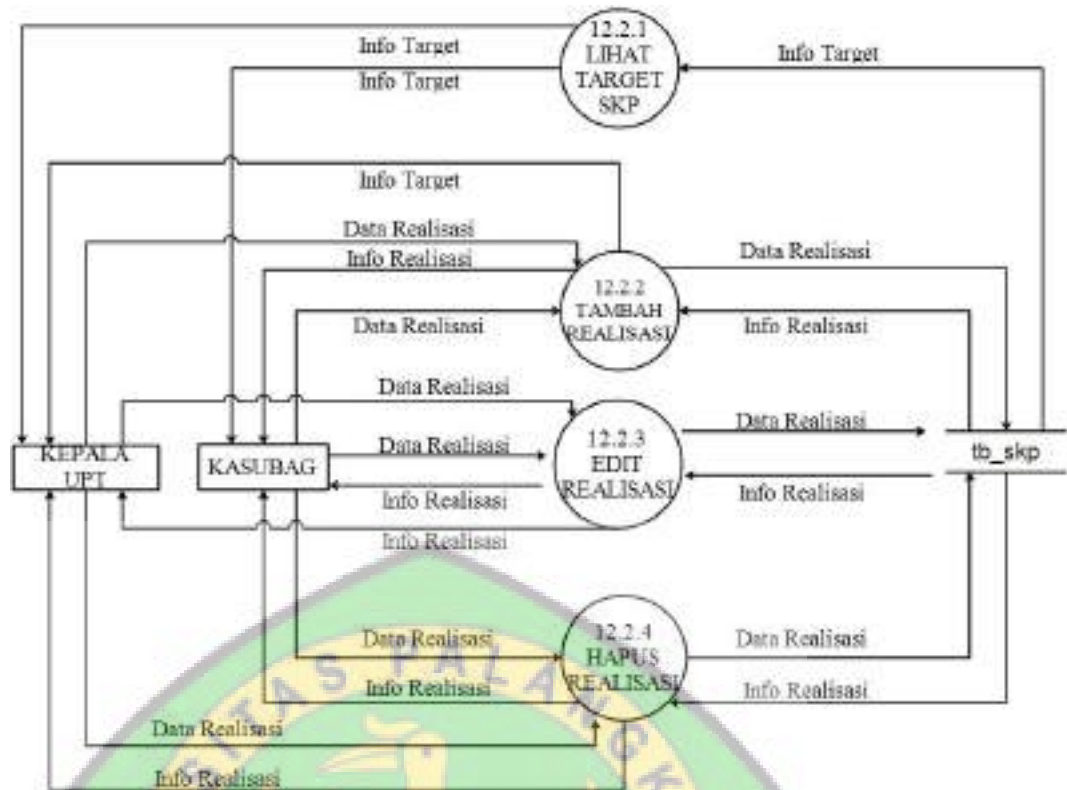 12.2.1
LIHAT
TARGET
SKP
Info Target
Info Target
Info Target
Info Target
Data Realisasi
Info Realisasi
Data Realisasi
12.2.2
TAMBAH
REALISASI
Data Realisasi
Info Realisasi
Data Realisasi
Data Realisasi
Info Realisasi
Info Realisasi
12.2.3
EDIT
REALISASI
Data Realisasi
Info Realisasi
KEPALA
UPT
KASUBAG
tb_skp
Data Realisasi
Info Realisasi
Data Realisasi
Info Realisasi
12.2.4
HAPUS
REALISASI
Data Realisasi
Info Realisasi
SITAS PALANGK